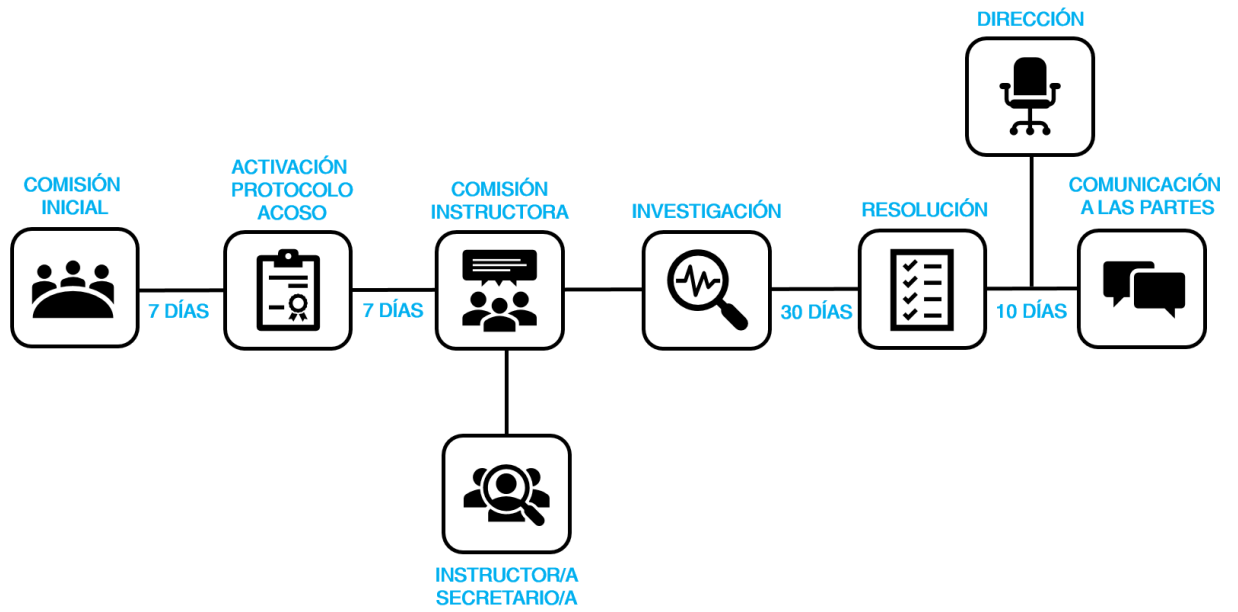 DIRECCIÓN
COMISIÓN
INICIAL
ACTIVACIÓN
PROTOCOLO
ACOSO
COMISIÓN
INSTRUCTORA
INVESTIGACIÓN
RESOLUCIÓN
COMUNICACIÓN
A LAS PARTES
7 DÍAS
7 DÍAS
30 DÍAS
10 DÍAS
INSTRUCTOR/A
SECRETARIO/A